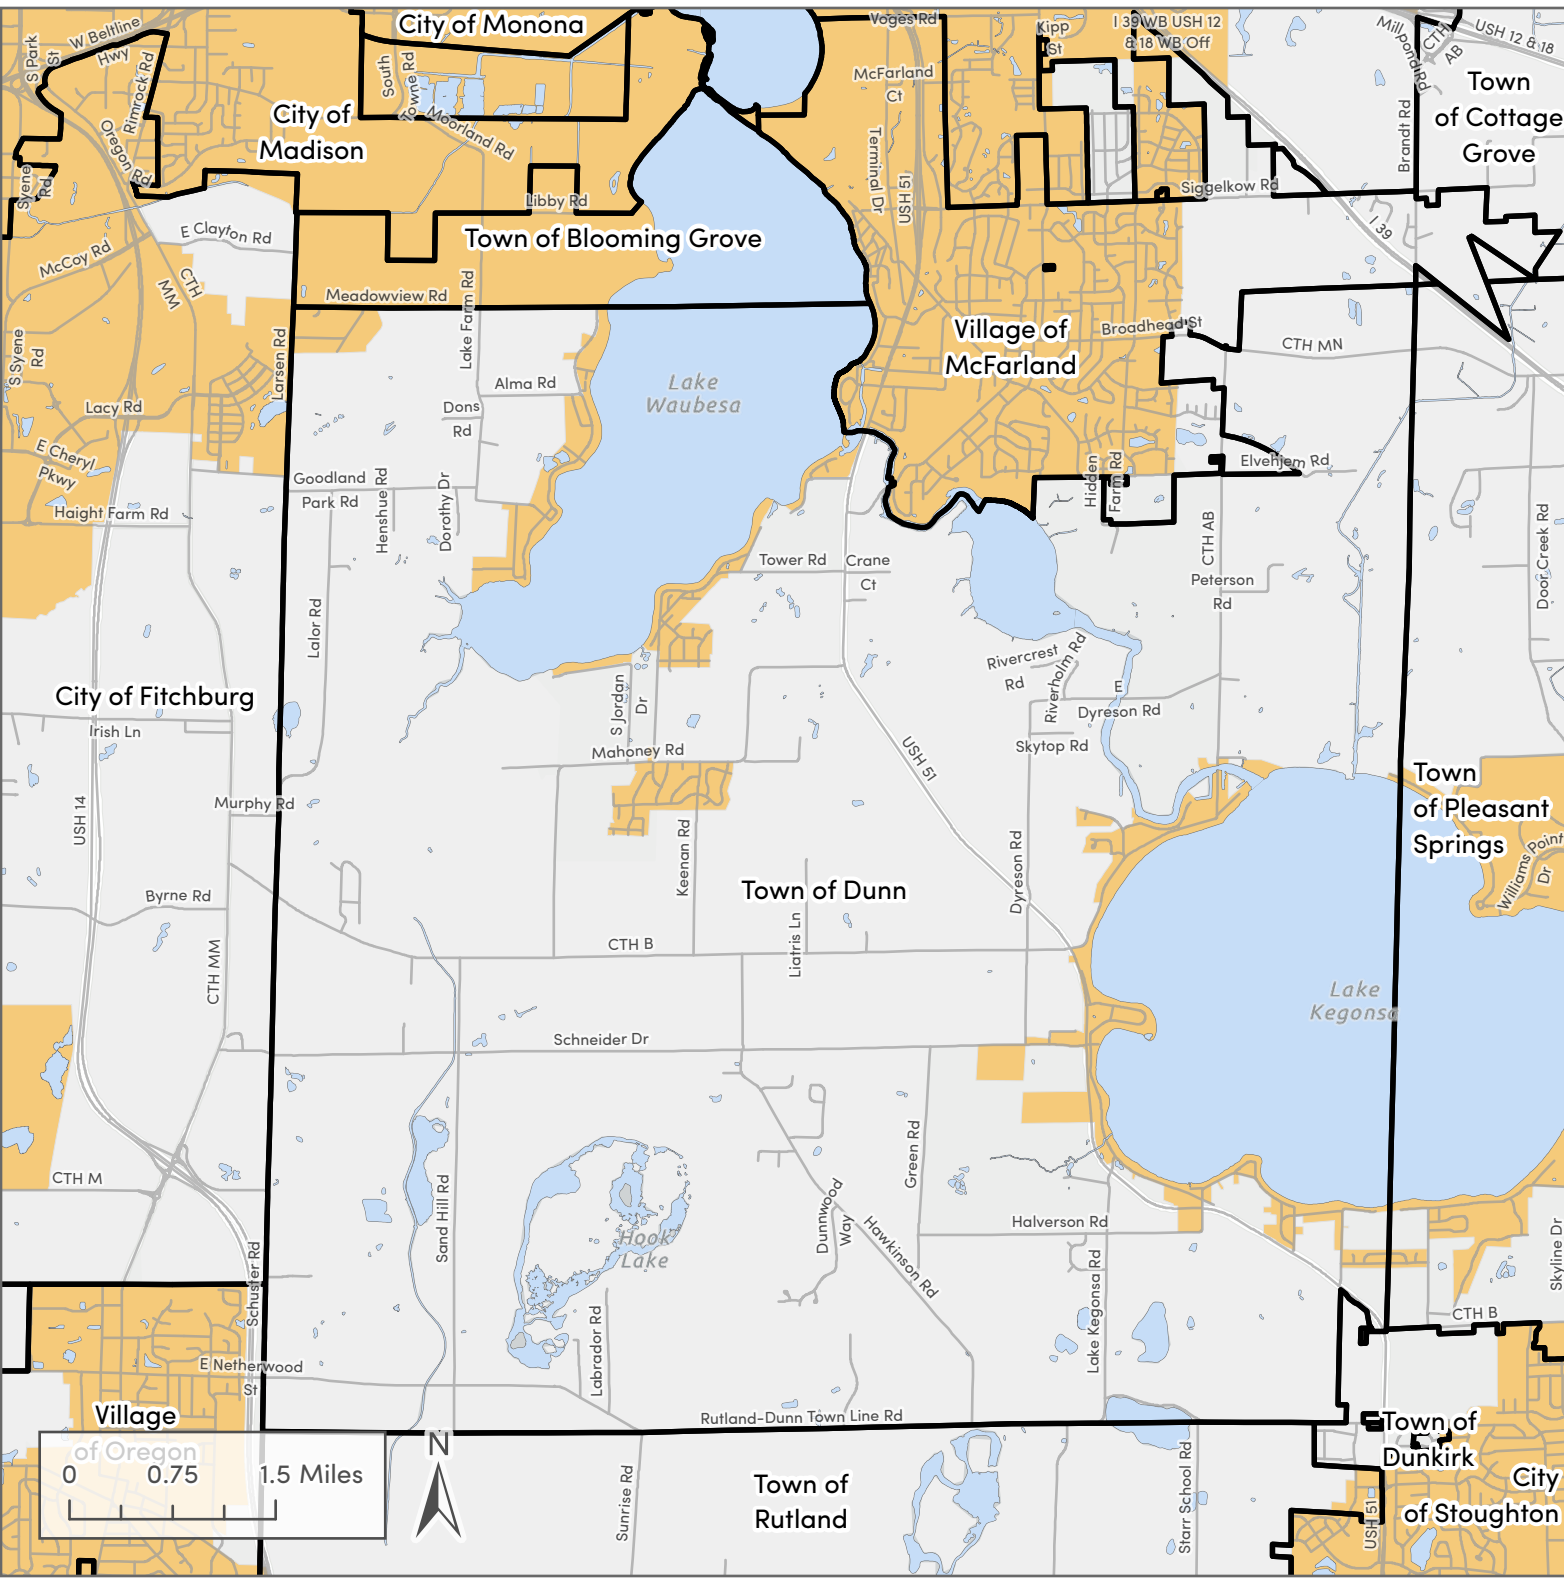 City of Monona
Voges Rd
Kipp
St
I 39 WB USH 12
& 18 WB Off
Millpond Rd
CTH
AB
USH 12 & 18
W Beltline
Hwy
S Park
St
Rimrock Rd
South
Towne Rd
McFarland
Ct
Town
of Cottage
Grove
City of
Madison
Oregon Rd
Moorland Rd
Terminal Dr
USH 51
Brandt Rd
Syene
Rd
Libby Rd
Siggelkow Rd
E Clayton Rd
Town of Blooming Grove
I 39
McCoy Rd
CTH
MM
Meadowview Rd
Lake Farm Rd
Village of
McFarland
Broadhead St
CTH MN
S Syene
Rd
Larsen Rd
Alma Rd
Lake
Waubesa
Lacy Rd
Dons
Rd
E Cheryl
Pkwy
Goodland
Park Rd
Henshue Rd
Dorothy Dr
Hidden
Farm Rd
Elvehjem Rd
Haight Farm Rd
CTH AB
Door Creek Rd
Tower Rd
Crane
Ct
Peterson
Rd
Lalor Rd
Rivercrest
Rd
Riverholm Rd
City of Fitchburg
S Jordan
Dr
E
Dyreson Rd
Irish Ln
Mahoney Rd
USH 51
Skytop Rd
Town
of Pleasant
Springs
Murphy Rd
USH 14
Keenan Rd
Dyreson Rd
Williams Point
Dr
Town of Dunn
Byrne Rd
CTH B
Liatris Ln
CTH MM
Lake
Kegonsa
Schneider Dr
CTH M
Sand Hill Rd
Green Rd
Dunnwood
Way
Hawkinson Rd
Halverson Rd
Hook
Lake
Skyline Dr
Schuster Rd
Lake Kegonsa Rd
CTH B
Labrador Rd
E Netherwood
St
Village
of Oregon
Rutland-Dunn Town Line Rd
Town of
Dunkirk
N
0 0.75 1.5 Miles
Sunrise Rd
Town of
Rutland
Starr School Rd
USH 51
City
of Stoughton